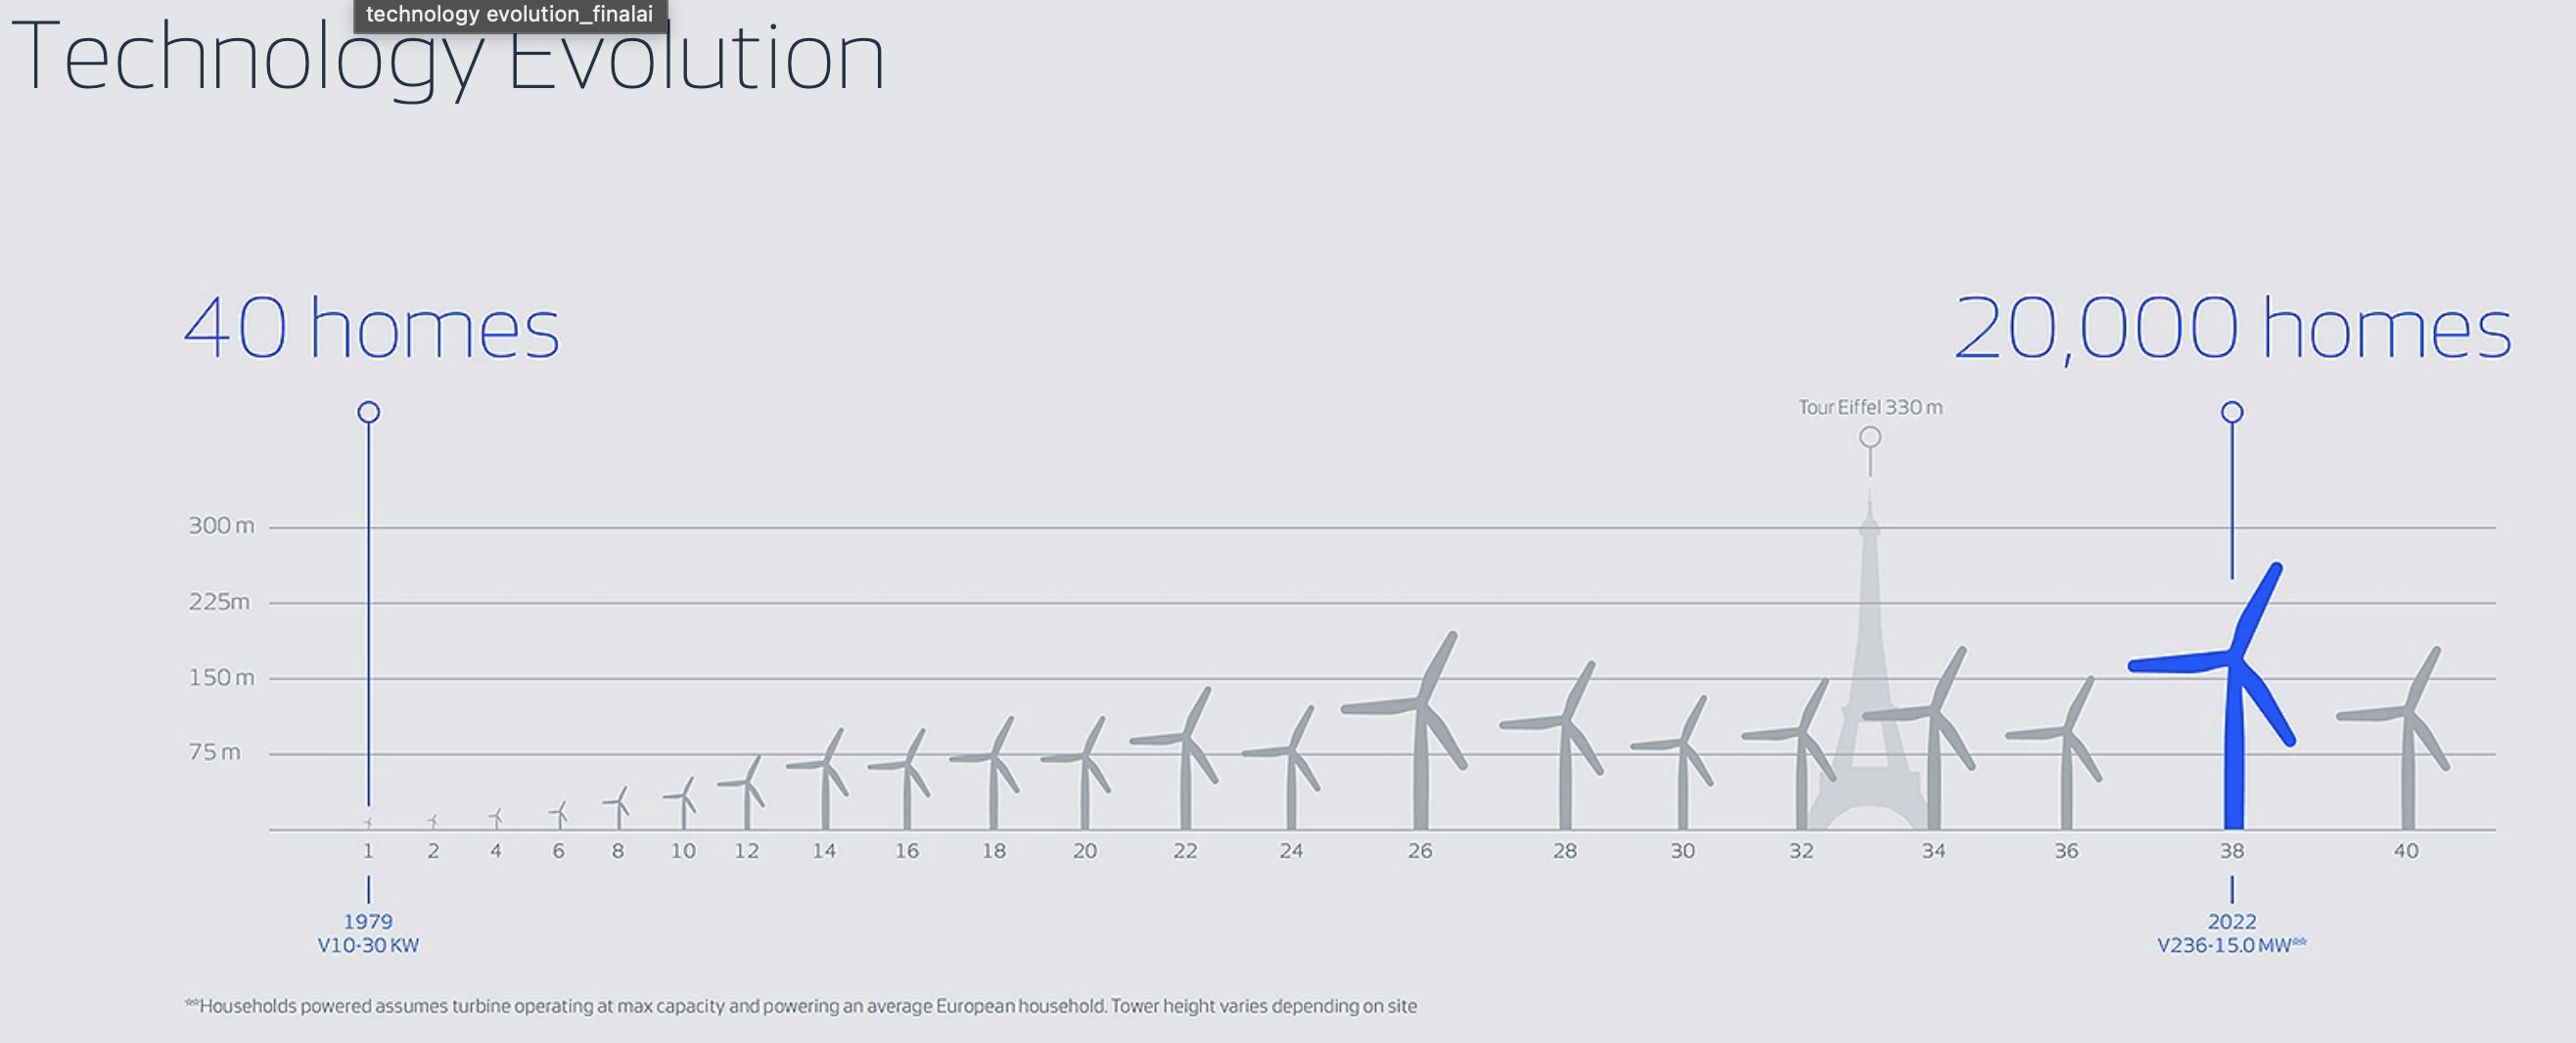 technology evolution_finalai
Technology Evolution
40 homes
20,000 homes
Tour Eiffel 330 m
300 m
225m
150 m
75 m
1 2 4 6 8 10 12 14 16 18 20 22 24 26 28 30 32 34 36 38 40
1979
V10-30 KW
2022
V236-15.0 MW**
**Households powered assumes turbine operating at max capacity and powering an average European household. Tower height varies depending on site